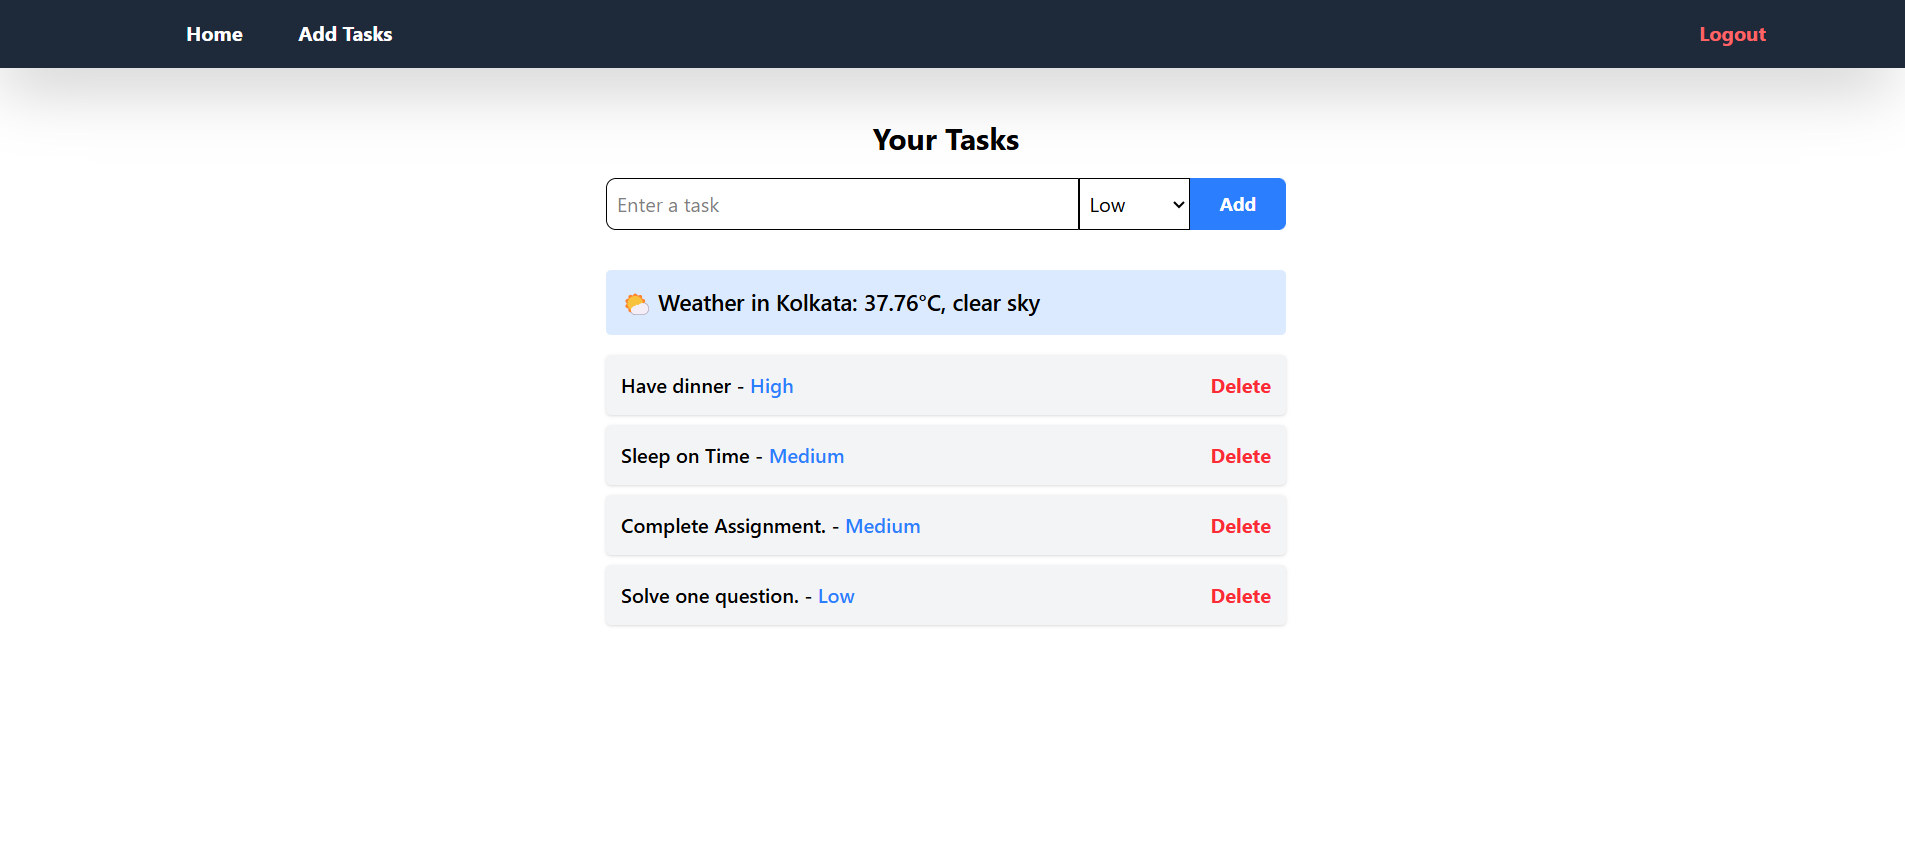 Home Add Tasks Logout
Your Tasks
Enter a task Low Add
Weather in Kolkata: 37.76°C, clear sky
Have dinner - High Delete
Sleep on Time - Medium Delete
Complete Assignment. - Medium Delete
Solve one question. - Low Delete